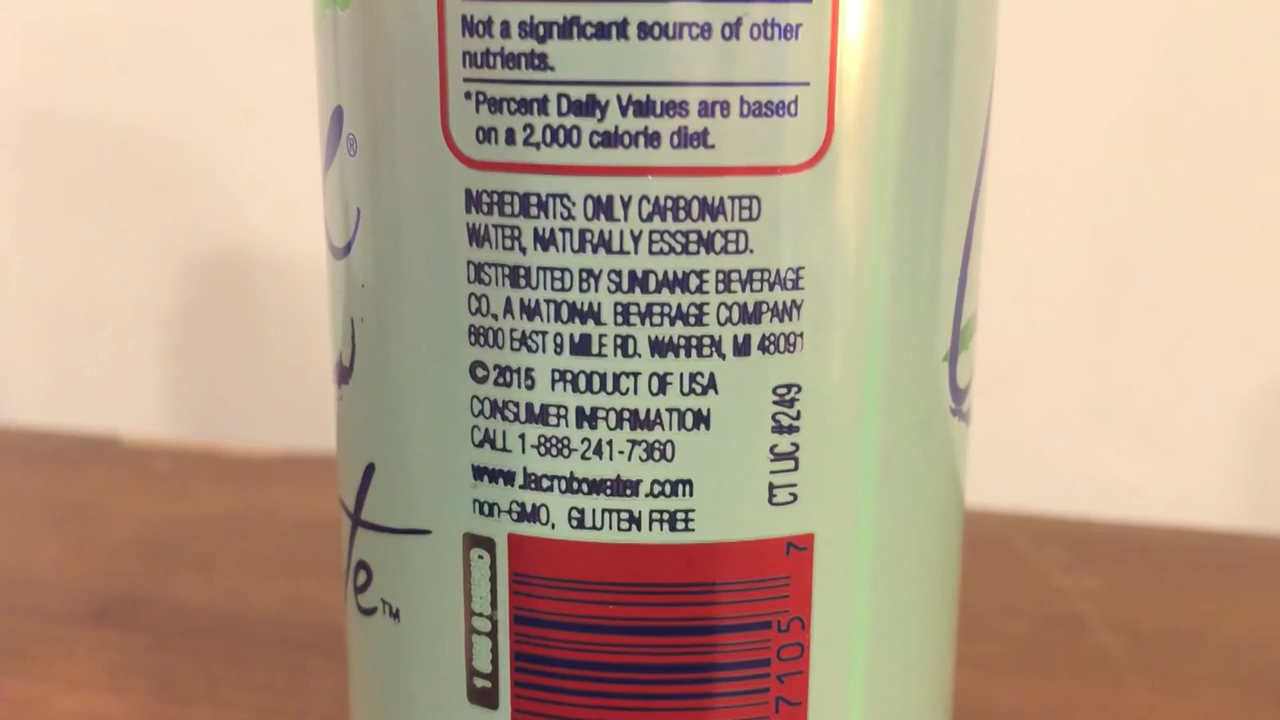 Not a significant source of other
nutrients.
*Percent Daily Values are based
on a 2,000 calorie diet.
INGREDIENTS: ONLY CARBONATED
WATER, NATURALLY ESSENCED.
DISTRIBUTED BY SUNDANCE BEVERAGE
CO., A NATIONAL BEVERAGE COMPANY
6600 EAST 9 MILE RD. WARREN, MI 48091
©2015 PRODUCT OF USA
CONSUMER INFORMATION
CALL 1-888-241-7360
www.lacroixwater.com
non-GMO, GLUTEN FREE
CT LIC #249
7105 7
®
te™